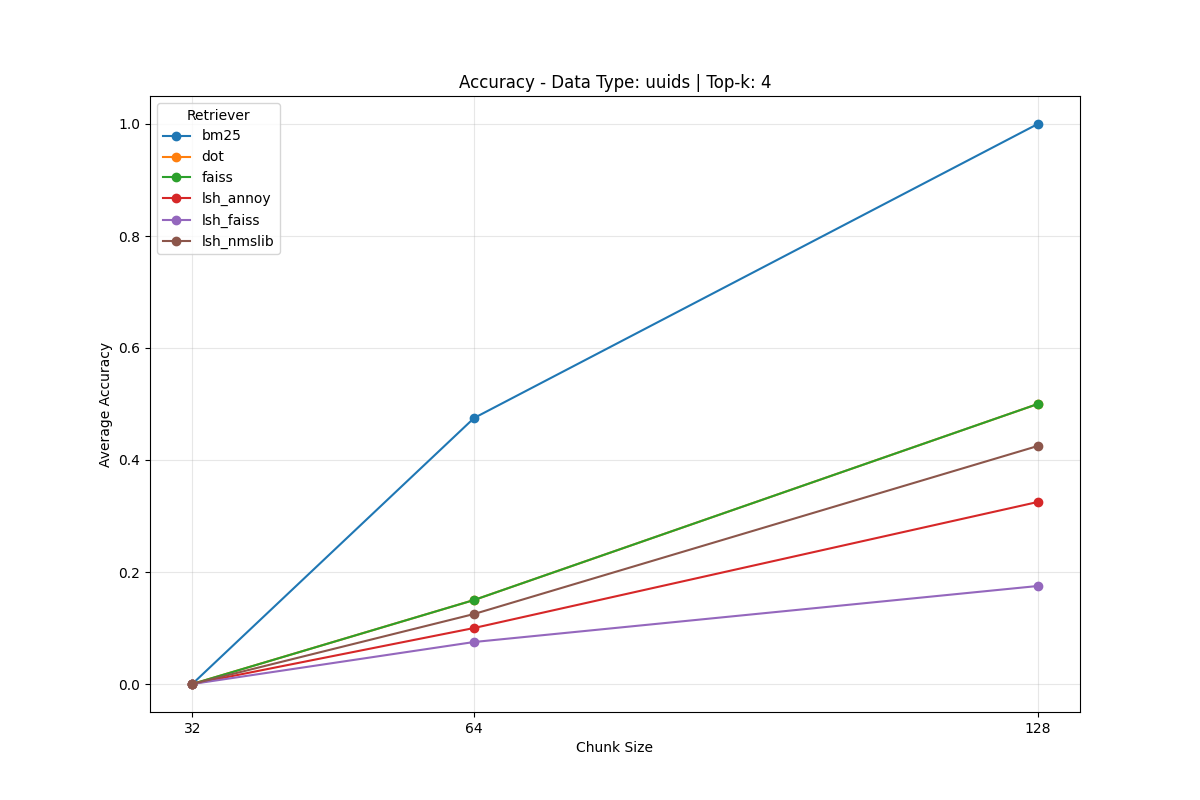 Accuracy - Data Type: uuids | Top-k: 4
Retriever
bm25
dot
faiss
lsh_annoy
lsh_faiss
lsh_nmslib
1.0
0.8
0.6
0.4
0.2
0.0
Average Accuracy
32
64
128
Chunk Size